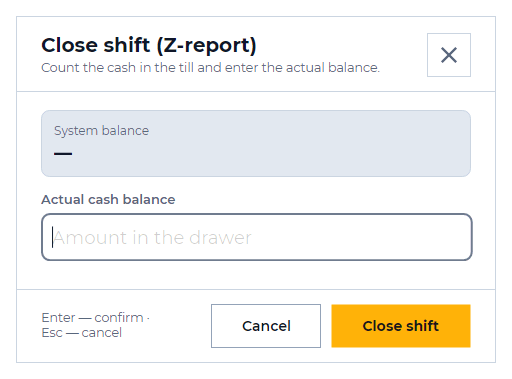 Close shift (Z-report)
Count the cash in the till and enter the actual balance.
System balance
—
Actual cash balance
Amount in the drawer
Enter — confirm ·
Esc — cancel
Cancel
Close shift